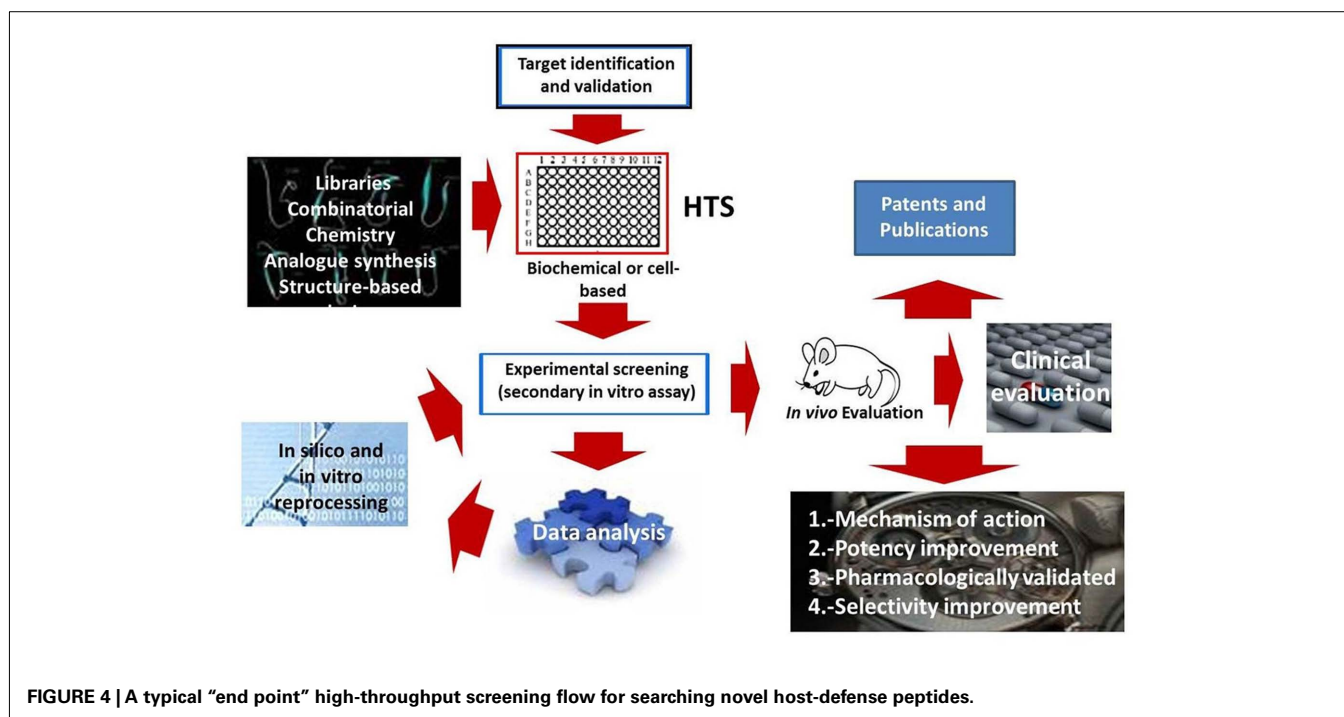 Target identification
and validation
1 2 3 4 5 6 7 8 9 10 11 12
A
B
C
D
E
F
G
H
HTS
Biochemical or cell-
based
Libraries
Combinatorial
Chemistry
Analogue synthesis
Structure-based
Patents and
Publications
Experimental screening
(secondary in vitro assay)
In vivo Evaluation
Clinical
evaluation
In silico and
in vitro
reprocessing
Data analysis
1.-Mechanism of action
2.-Potency improvement
3.-Pharmacologically validated
4.-Selectivity improvement
FIGURE 4 | A typical “end point” high-throughput screening flow for searching novel host-defense peptides.